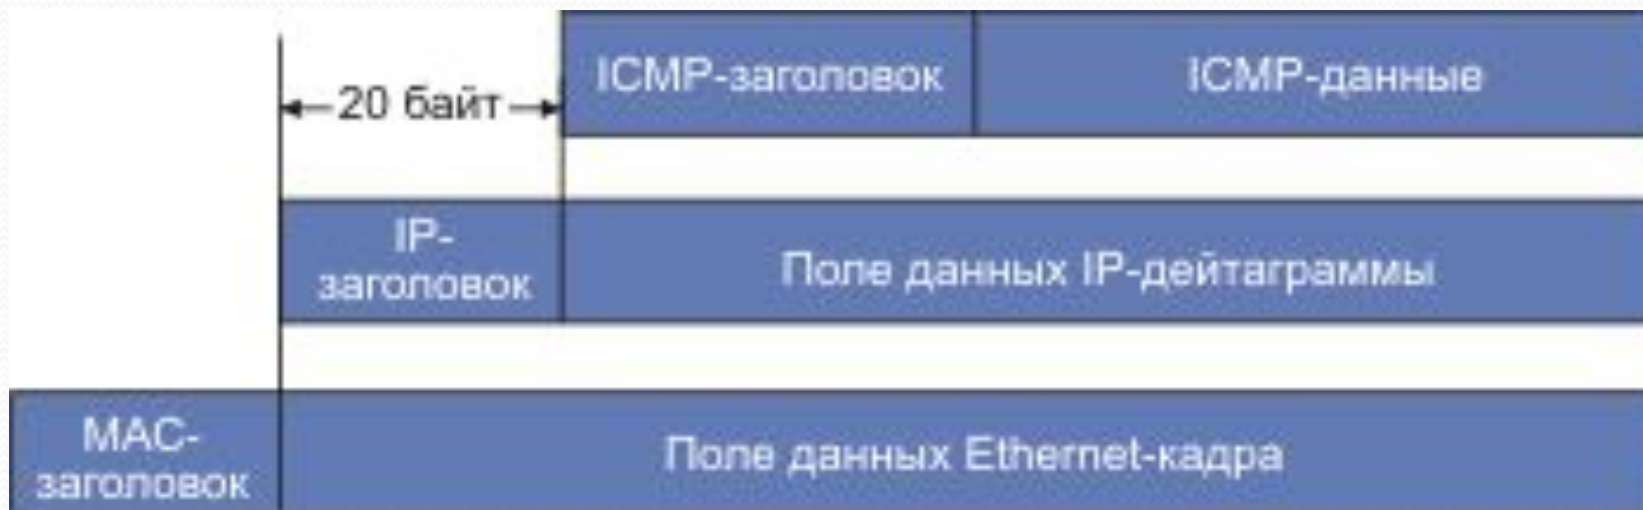 ICMP-заголовок
ICMP-данные
20 байт
IP-
заголовок
Поле данных IP-дейтаграммы
MAC-
заголовок
Поле данных Ethernet-кадра